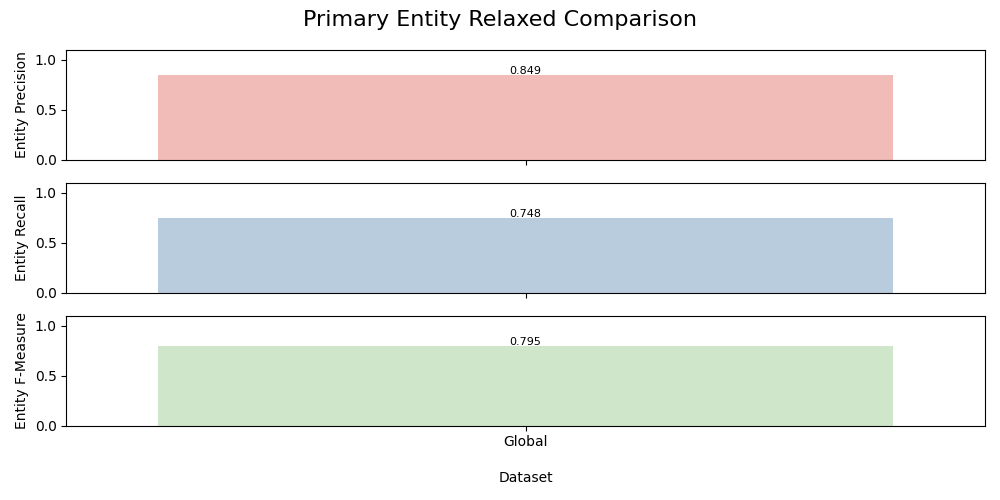 Primary Entity Relaxed Comparison
Entity Precision
1.0
0.5
0.0
0.849
Entity Recall
1.0
0.5
0.0
0.748
Entity F-Measure
1.0
0.5
0.0
0.795
Global
Dataset